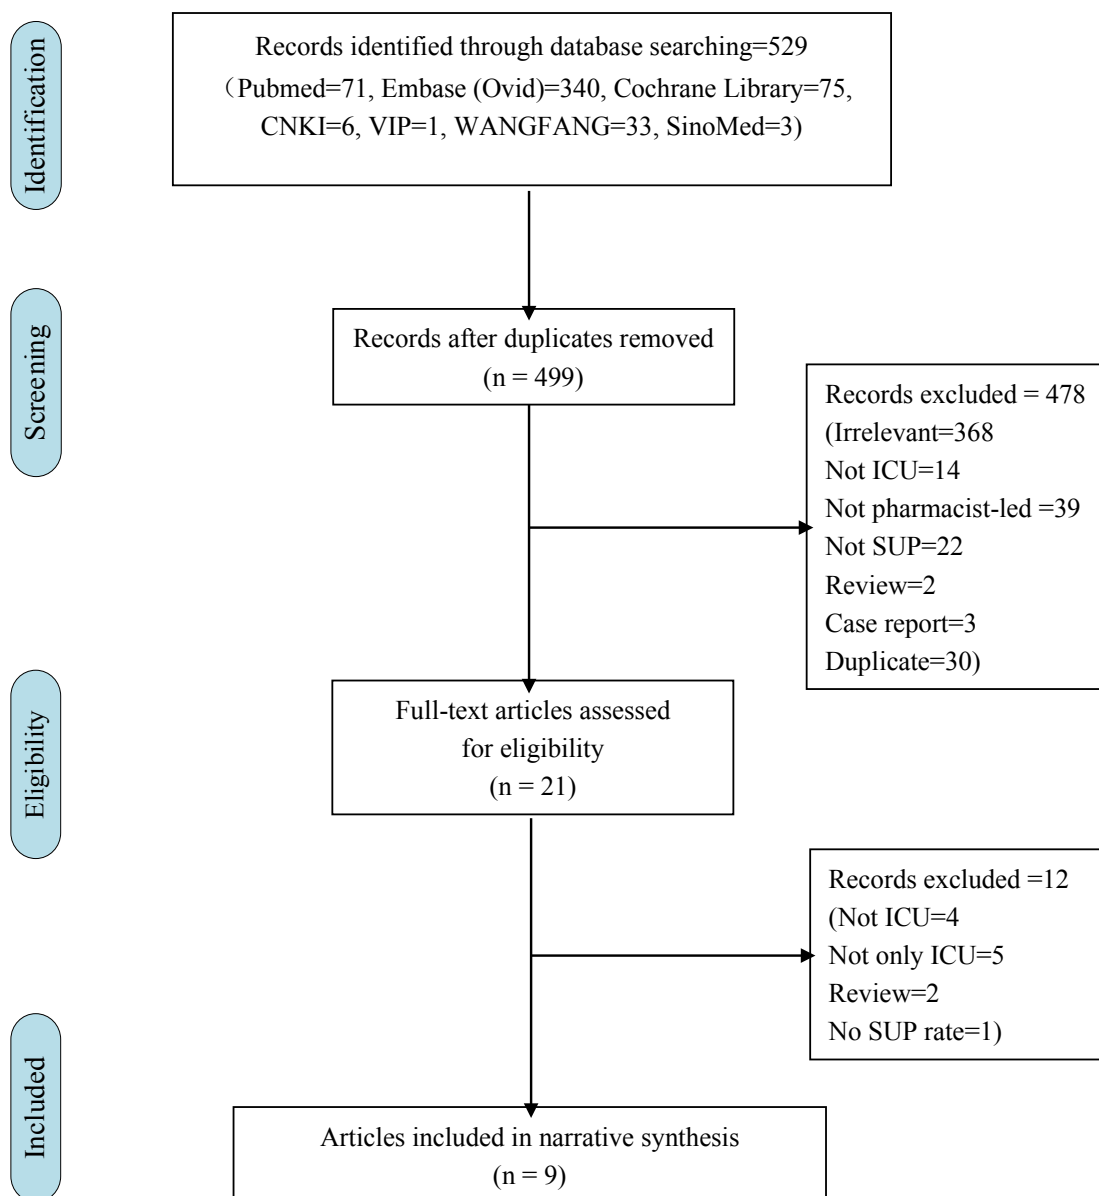 Identification
Records identified through database searching=529
（Pubmed=71, Embase (Ovid)=340, Cochrane Library=75,
CNKI=6, VIP=1, WANGFANG=33, SinoMed=3)
Screening
Records after duplicates removed
(n = 499)
Records excluded = 478
(Irrelevant=368
Not ICU=14
Not pharmacist-led =39
Not SUP=22
Review=2
Case report=3
Duplicate=30)
Eligibility
Full-text articles assessed
for eligibility
(n = 21)
Records excluded =12
(Not ICU=4
Not only ICU=5
Review=2
No SUP rate=1)
Included
Articles included in narrative synthesis
(n = 9)